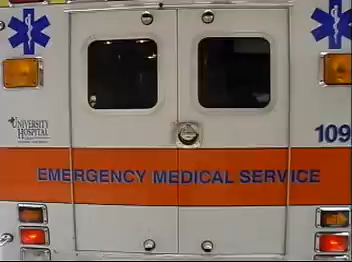 UNIVERSITY
HOSPITAL
109
EMERGENCY MEDICAL SERVICE